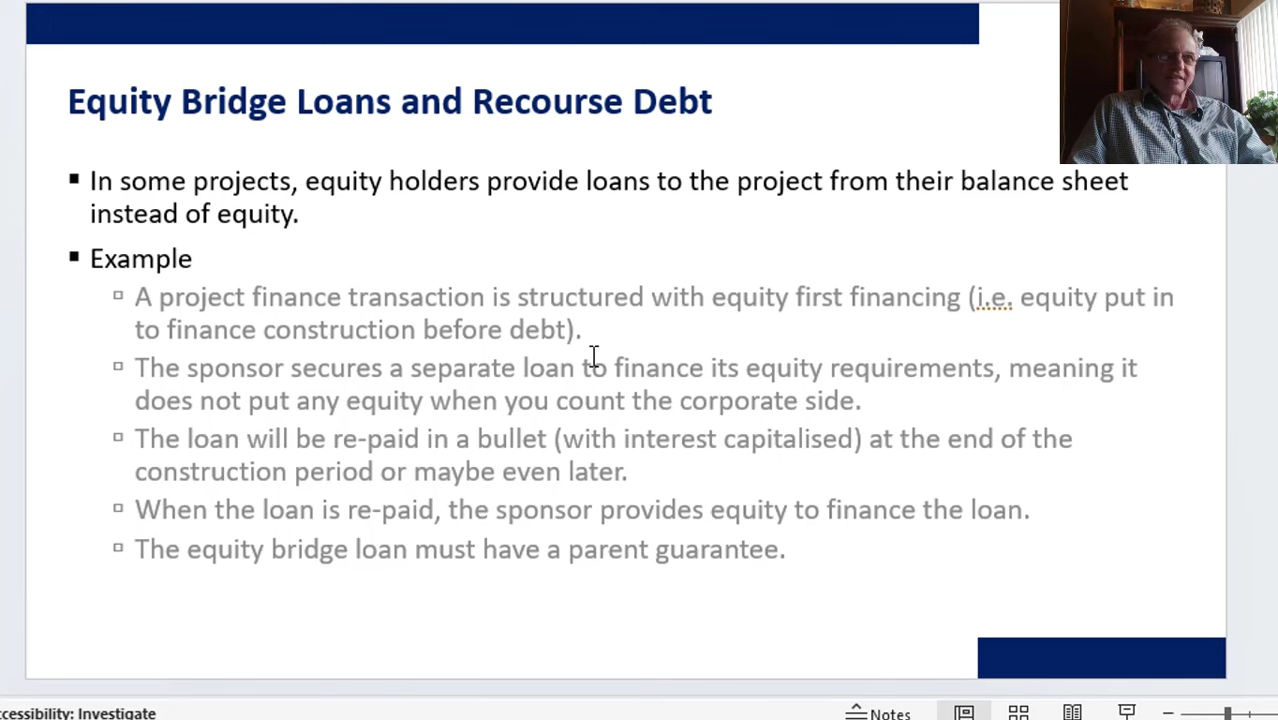 Equity Bridge Loans and Recourse Debt
In some projects, equity holders provide loans to the project from their balance sheet
instead of equity.
Example
A project finance transaction is structured with equity first financing (i.e. equity put in
to finance construction before debt).
The sponsor secures a separate loan to finance its equity requirements, meaning it
does not put any equity when you count the corporate side.
The loan will be re-paid in a bullet (with interest capitalised) at the end of the
construction period or maybe even later.
When the loan is re-paid, the sponsor provides equity to finance the loan.
The equity bridge loan must have a parent guarantee.
ccessibility: Investigate
Notes